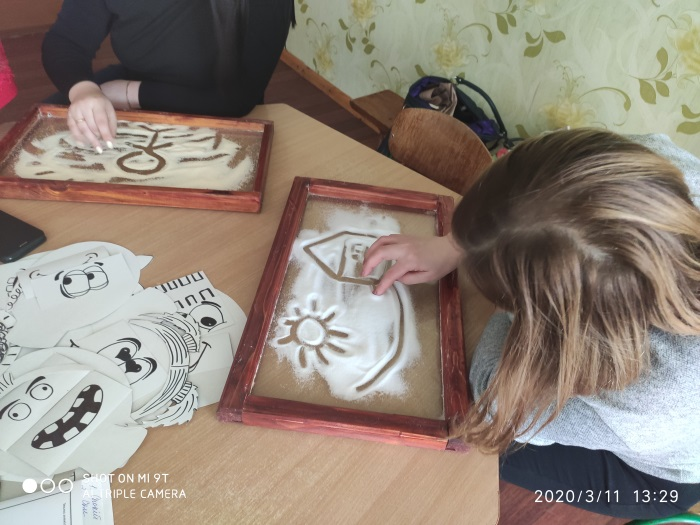 SHOT ON MI 9T
AI TRIPLE CAMERA
2020/3/11 13:29